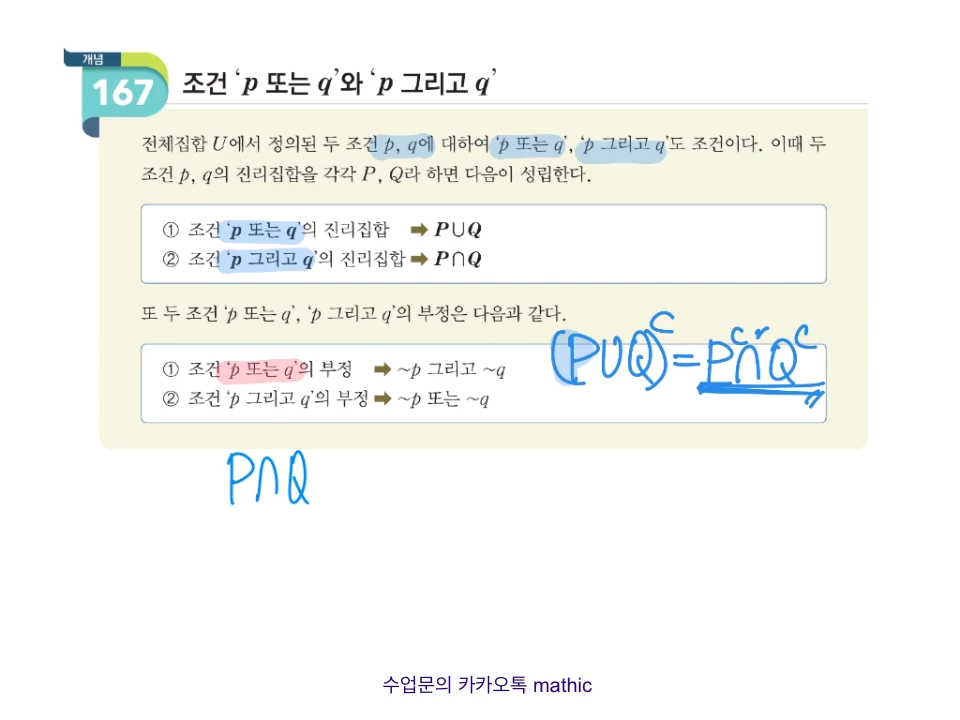 개념
167
조건 ‘p 또는 q’와 ‘p 그리고 q’
전체집합 U에서 정의된 두 조건 p, q에 대하여 ‘p 또는 q’, ‘p 그리고 q’도 조건이다. 이때 두
조건 p, q의 진리집합을 각각 P, Q라 하면 다음이 성립한다.
① 조건 ‘p 또는 q’의 진리집합 ➡ P∪Q
② 조건 ‘p 그리고 q’의 진리집합 ➡ P∩Q
또 두 조건 ‘p 또는 q’, ‘p 그리고 q’의 부정은 다음과 같다.
① 조건 ‘p 또는 q’의 부정 ➡ ~p 그리고 ~q
② 조건 ‘p 그리고 q’의 부정 ➡ ~p 또는 ~q
(P∪Q)ᶜ = Pᶜ∩Qᶜ
P∩Q
수업문의 카카오톡 mathic